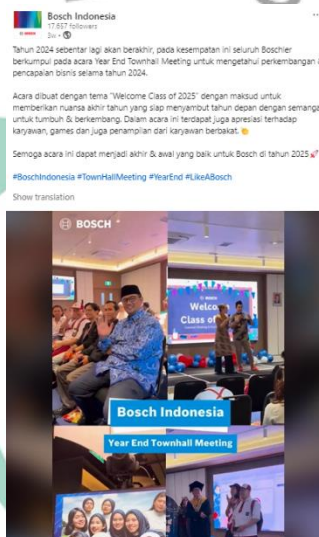 Bosch Indonesia
17.657 followers
3w •
Tahun 2024 sebentar lagi akan berakhir, pada kesempatan ini seluruh Boschier
berkumpul pada acara Year End Townhall Meeting untuk mengetahui perkembangan
pencapaian bisnis selama tahun 2024.
Acara dibuat dengan tema "Welcome Class of 2025" dengan maksud untuk
memberikan nuansa akhir tahun yang siap menyambut tahun depan dengan semanga
untuk tumbuh & berkembang. Dalam acara ini terdapat juga apresiasi terhadap
karyawan, games dan juga penampilan dari karyawan berbakat. 👏
Semoga acara ini dapat menjadi akhir & awal yang baik untuk Bosch di tahun 2025🚀
#BoschIndonesia #TownHallMeeting #YearEnd #LikeABosch
Show translation
BOSCH
Welcome
Class of
Bosch Indonesia
Year End Townhall Meeting